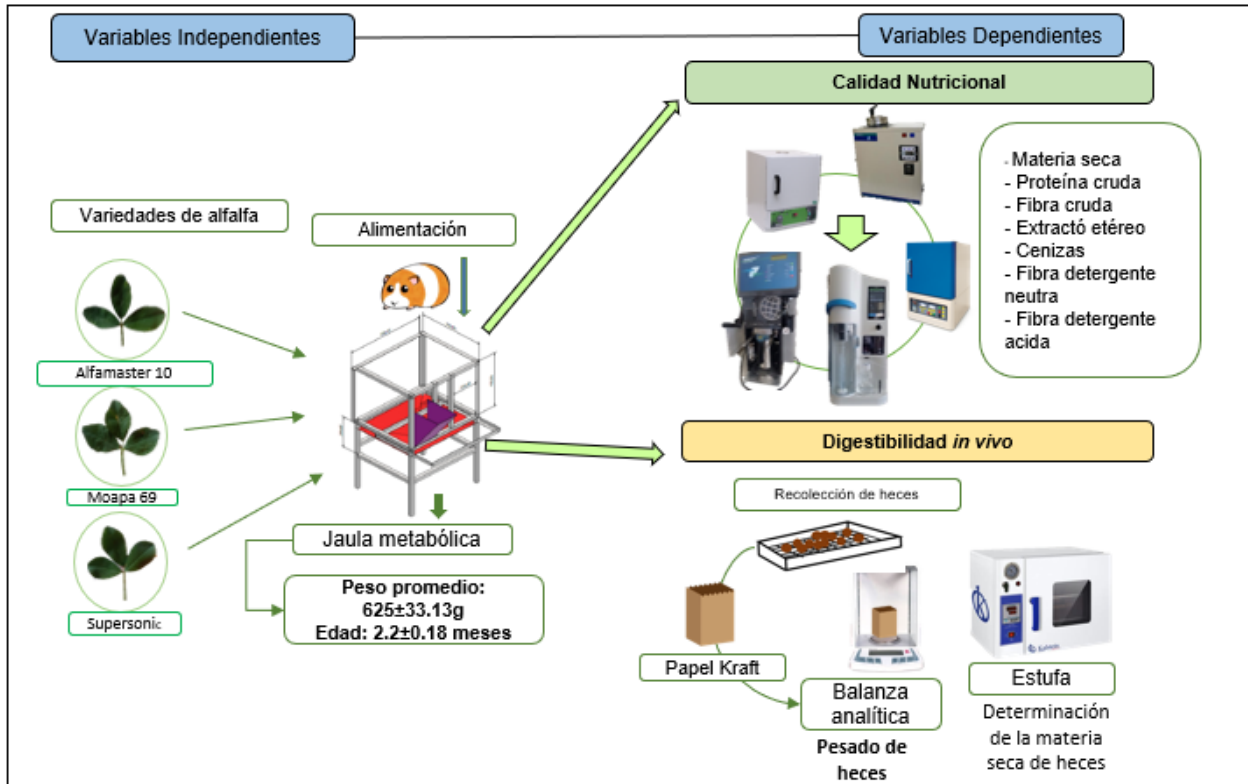 Variables Independientes
Variables Dependientes
Calidad Nutricional
- Materia seca
- Proteína cruda
- Fibra cruda
- Extractó etéreo
- Cenizas
- Fibra detergente
neutra
- Fibra detergente
acida
Variedades de alfalfa
Alimentación
Alfamaster 10
Moapa 69
Supersonic
Jaula metabólica
Peso promedio:
625±33.13g
Edad: 2.2±0.18 meses
Digestibilidad in vivo
Recolección de heces
Papel Kraft
Balanza
analítica
Pesado de
heces
Estufa
Determinación
de la materia
seca de heces